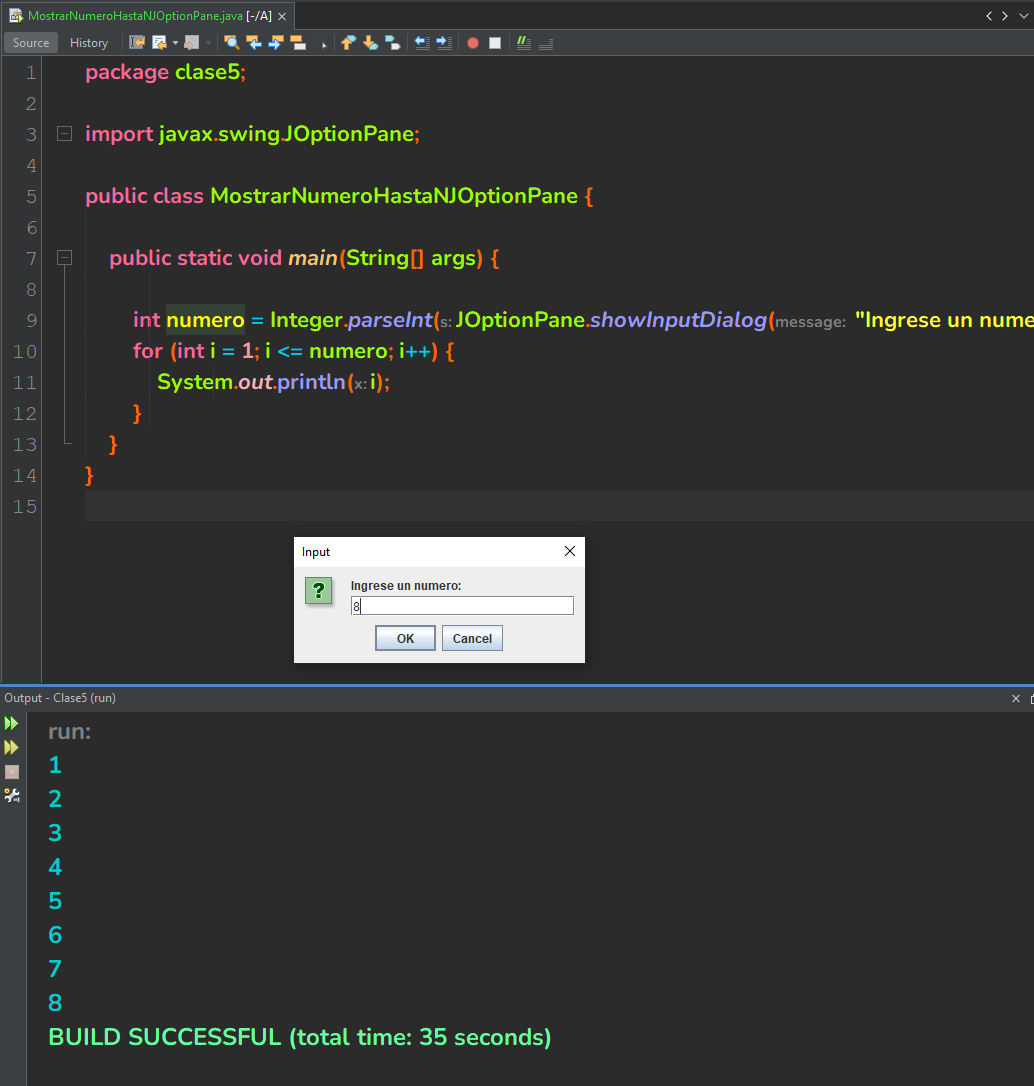 MostrarNumeroHastaNJOptionPane.java [-/A]
Source History
1 package clase5;
2
3 import javax.swing.JOptionPane;
4
5 public class MostrarNumeroHastaNJOptionPane {
6
7 public static void main(String[] args) {
8
9 int numero = Integer.parseInt(s: JOptionPane.showInputDialog(message: "Ingrese un nume
10 for (int i = 1; i <= numero; i++) {
11 System.out.println(x: i);
12 }
13 }
14 }
15
Input
?
Ingrese un numero:
8
OK Cancel
Output - Clase5 (run)
run:
1
2
3
4
5
6
7
8
BUILD SUCCESSFUL (total time: 35 seconds)